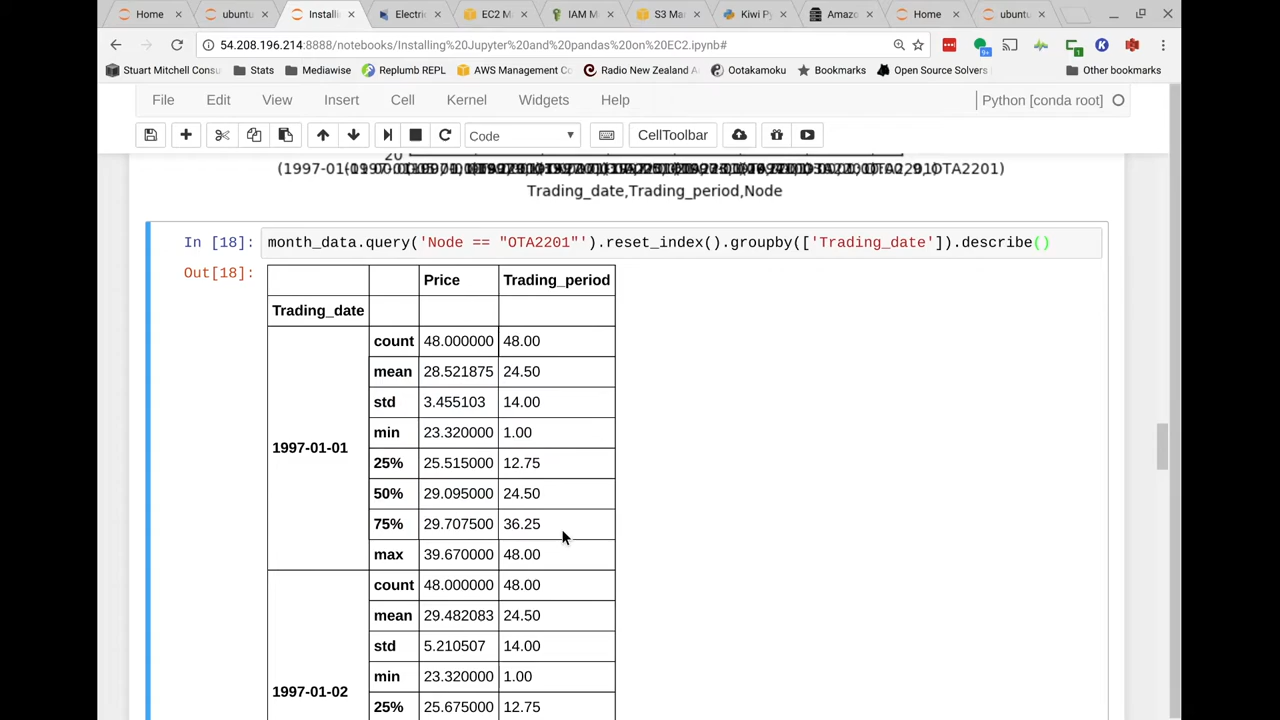 Home
ubuntu
Installi
Electric
EC2 Ma
IAM Ma
S3 Man
Kiwi Py
Amazo
Home
ubuntu
54.208.196.214:8888/notebooks/Installing%20Jupyter%20and%20pandas%20on%20EC2.ipynb#
Stuart Mitchell Consu
Stats
Mediawise
Replumb REPL
AWS Management Co
Radio New Zealand
Ootakamoku
Bookmarks
Open Source Solvers
Other bookmarks
File Edit View Insert Cell Kernel Widgets Help
Python [conda root]
Code
CellToolbar
20
Trading_date,Trading_period,Node
In [18]: month_data.query('Node == "OTA2201"').reset_index().groupby(['Trading_date']).describe()
Out[18]:
Price Trading_period
Trading_date
count 48.000000 48.00
mean 28.521875 24.50
std 3.455103 14.00
min 23.320000 1.00
1997-01-01
25% 25.515000 12.75
50% 29.095000 24.50
75% 29.707500 36.25
max 39.670000 48.00
count 48.000000 48.00
mean 29.482083 24.50
std 5.210507 14.00
min 23.320000 1.00
1997-01-02
25% 25.675000 12.75